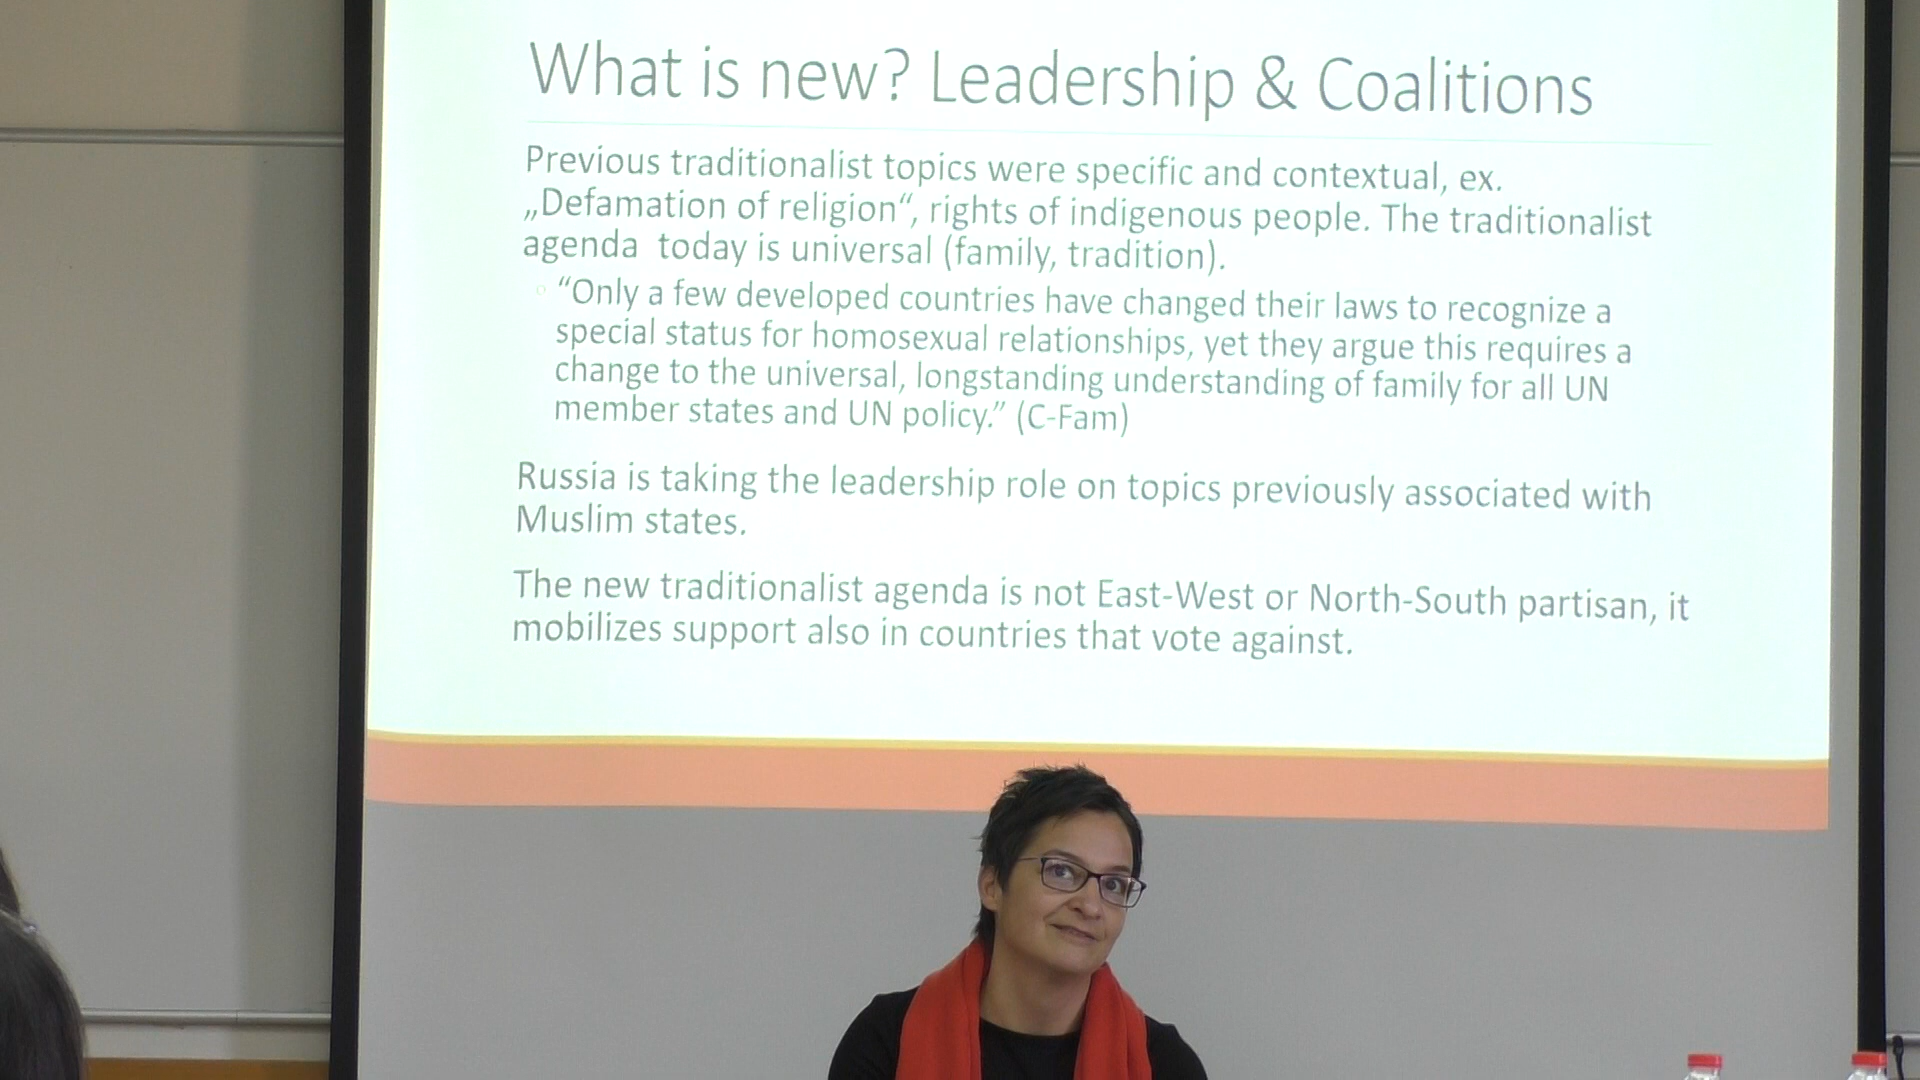 What is new? Leadership & Coalitions
Previous traditionalist topics were specific and contextual, ex.
„Defamation of religion“, rights of indigenous people. The traditionalist
agenda today is universal (family, tradition).
“Only a few developed countries have changed their laws to recognize a
special status for homosexual relationships, yet they argue this requires a
change to the universal, longstanding understanding of family for all UN
member states and UN policy.” (C-Fam)
Russia is taking the leadership role on topics previously associated with
Muslim states.
The new traditionalist agenda is not East-West or North-South partisan, it
mobilizes support also in countries that vote against.